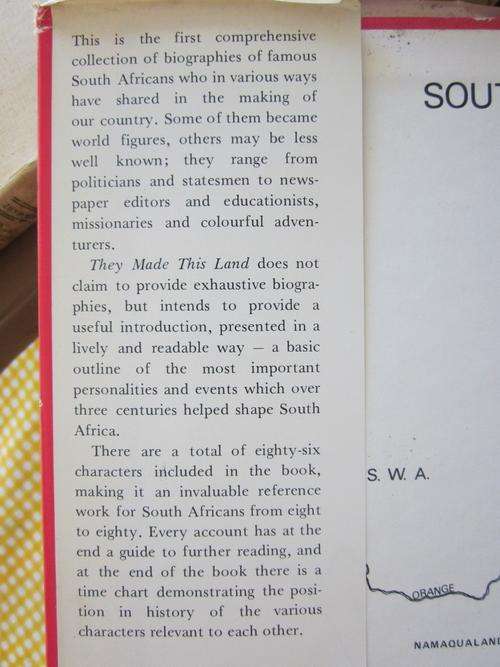 This is the first comprehensive
collection of biographies of famous
South Africans who in various ways
have shared in the making of
our country. Some of them became
world figures, others may be less
well known; they range from
politicians and statesmen to news-
paper editors and educationists,
missionaries and colourful adven-
turers.
They Made This Land does not
claim to provide exhaustive biogra-
phies, but intends to provide a
useful introduction, presented in a
lively and readable way — a basic
outline of the most important
personalities and events which over
three centuries helped shape South
Africa.
There are a total of eighty-six
characters included in the book,
making it an invaluable reference
work for South Africans from eight
to eighty. Every account has at the
end a guide to further reading, and
at the end of the book there is a
time chart demonstrating the posi-
tion in history of the various
characters relevant to each other.
SOUT
S. W. A.
ORANGE
NAMAQUALAND